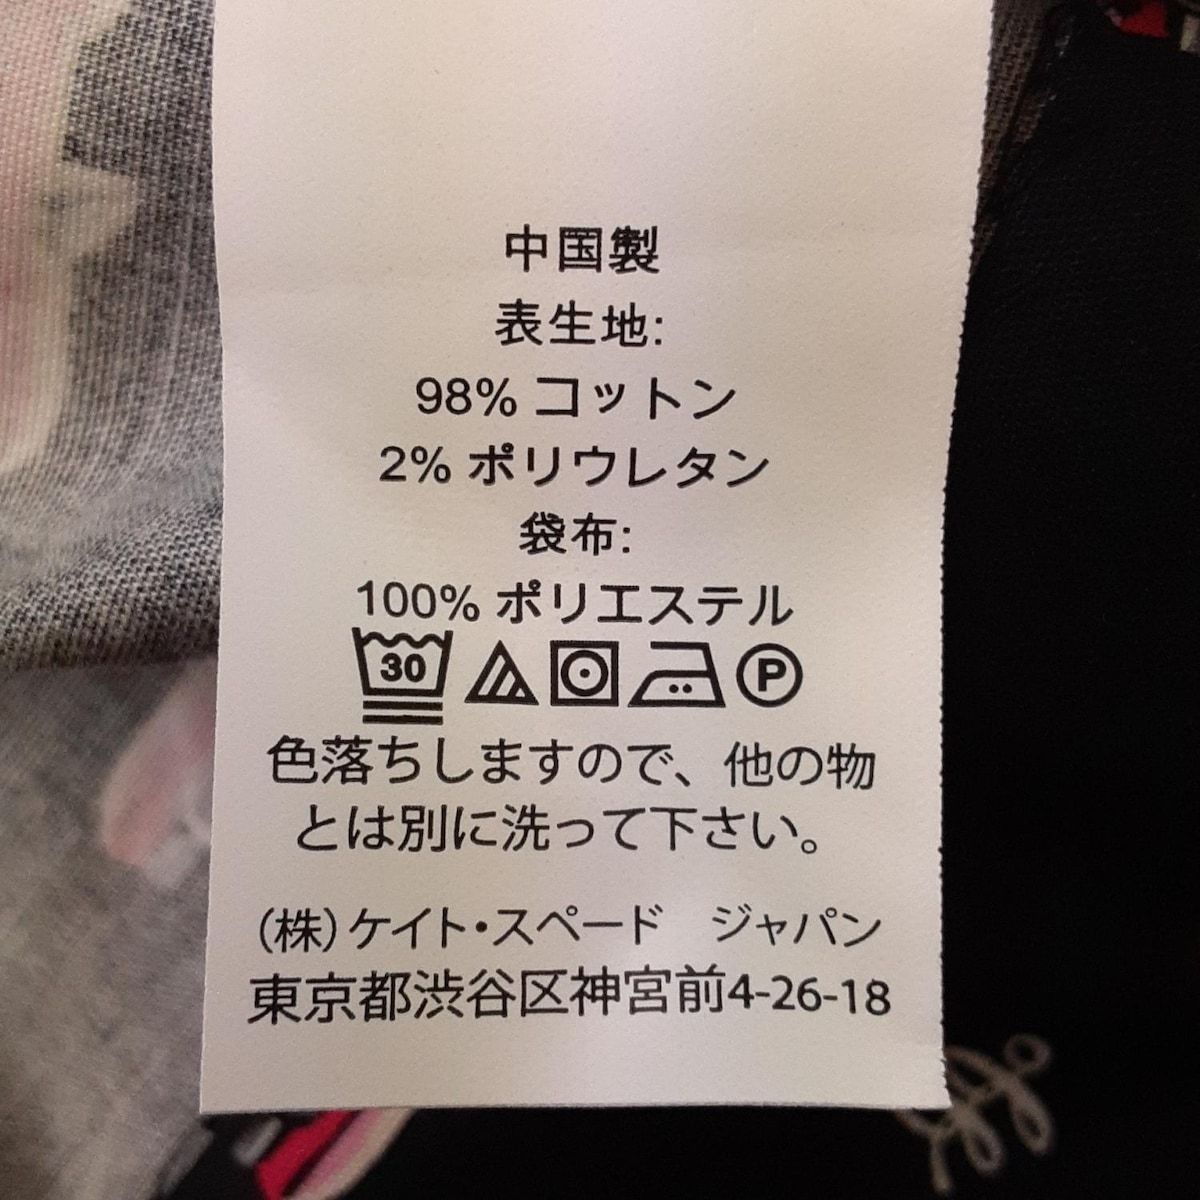 中国製
表生地:
98% コットン
2% ポリウレタン
袋布:
100% ポリエステル
30 P
色落ちしますので、他の物
とは別に洗って下さい。
(株)ケイト・スペード　ジャパン
東京都渋谷区神宮前4-26-18